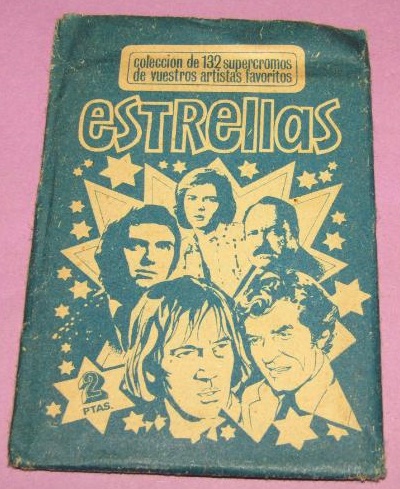 coleccion de 132 supercromos
de vuestros artistas favoritos
estrellas
2
PTAS.